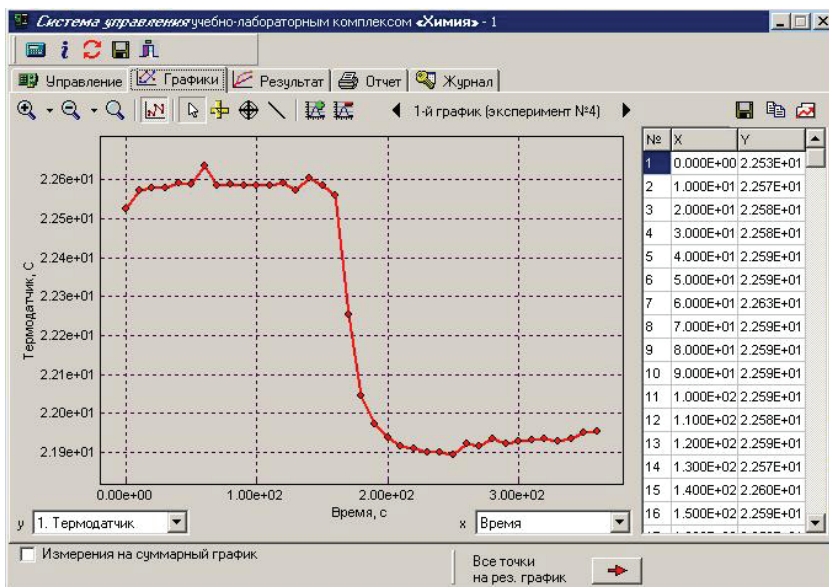 Система управления учебно-лабораторным комплексом «Химия» - 1
Управление Графики Результат Отчет Журнал
1-й график (эксперимент №4)
№ X Y
1 0.000E+00 2.253E+01
2 1.000E+01 2.257E+01
3 2.000E+01 2.258E+01
4 3.000E+01 2.258E+01
5 4.000E+01 2.259E+01
6 5.000E+01 2.259E+01
7 6.000E+01 2.263E+01
8 7.000E+01 2.259E+01
9 8.000E+01 2.259E+01
10 9.000E+01 2.259E+01
11 1.000E+02 2.259E+01
12 1.100E+02 2.258E+01
13 1.200E+02 2.259E+01
14 1.300E+02 2.257E+01
15 1.400E+02 2.260E+01
16 1.500E+02 2.259E+01
Термодатчик, С
2.26e+01
2.25e+01
2.24e+01
2.23e+01
2.22e+01
2.21e+01
2.20e+01
2.19e+01
0.00e+00 1.00e+02 2.00e+02 3.00e+02
Время, с
y 1. Термодатчик x Время
Измерения на суммарный график
Все точки
на рез. график